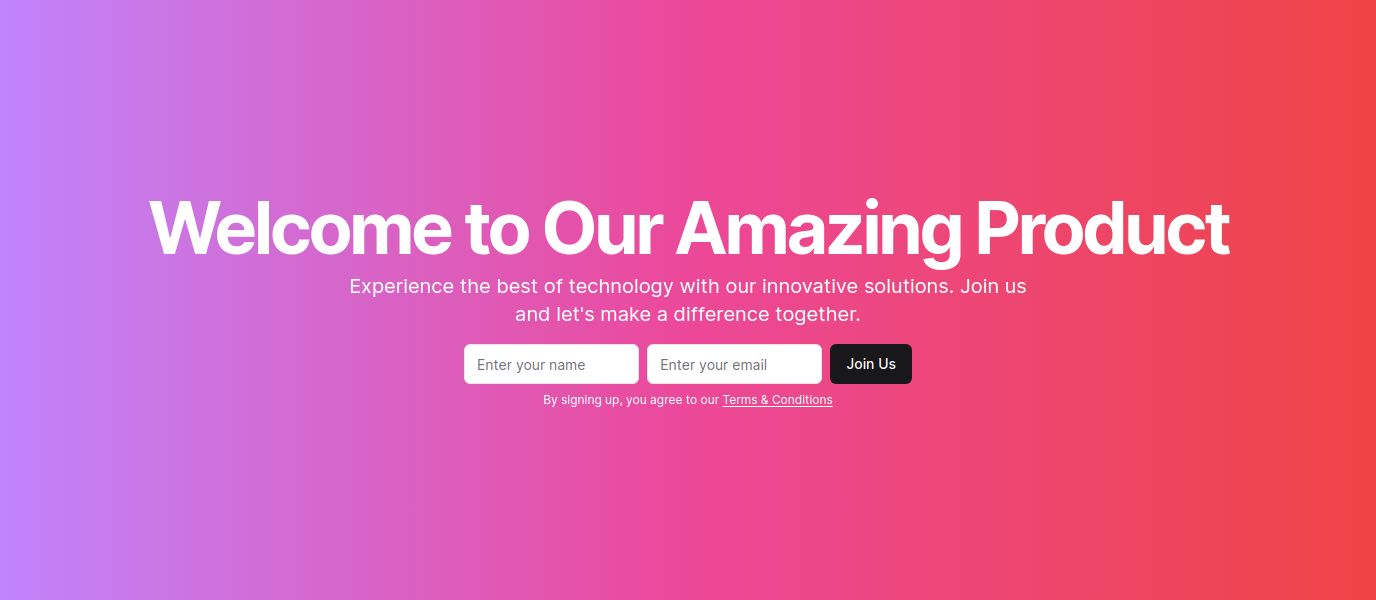 Welcome to Our Amazing Product
Experience the best of technology with our innovative solutions. Join us
and let's make a difference together.
Enter your name
Enter your email
Join Us
By signing up, you agree to our Terms & Conditions